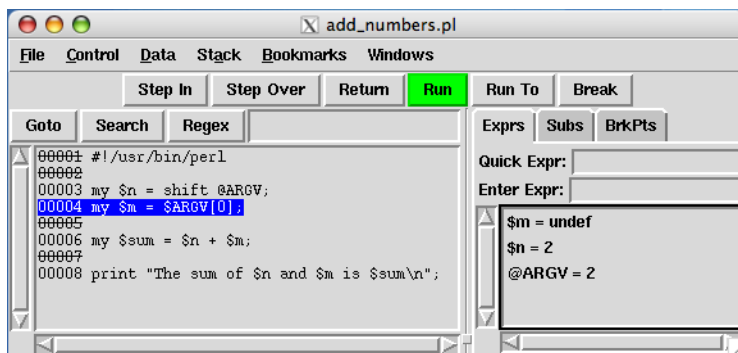 add_numbers.pl
File Control Data Stack Bookmarks Windows
Step In Step Over Return Run Run To Break
Goto Search Regex
Exprs Subs BrkPts
Quick Expr:
Enter Expr:
00001 #!/usr/bin/perl
00002
00003 my $n = shift @ARGV;
00004 my $m = $ARGV[0];
00005
00006 my $sum = $n + $m;
00007
00008 print "The sum of $n and $m is $sum\n";
$m = undef
$n = 2
@ARGV = 2